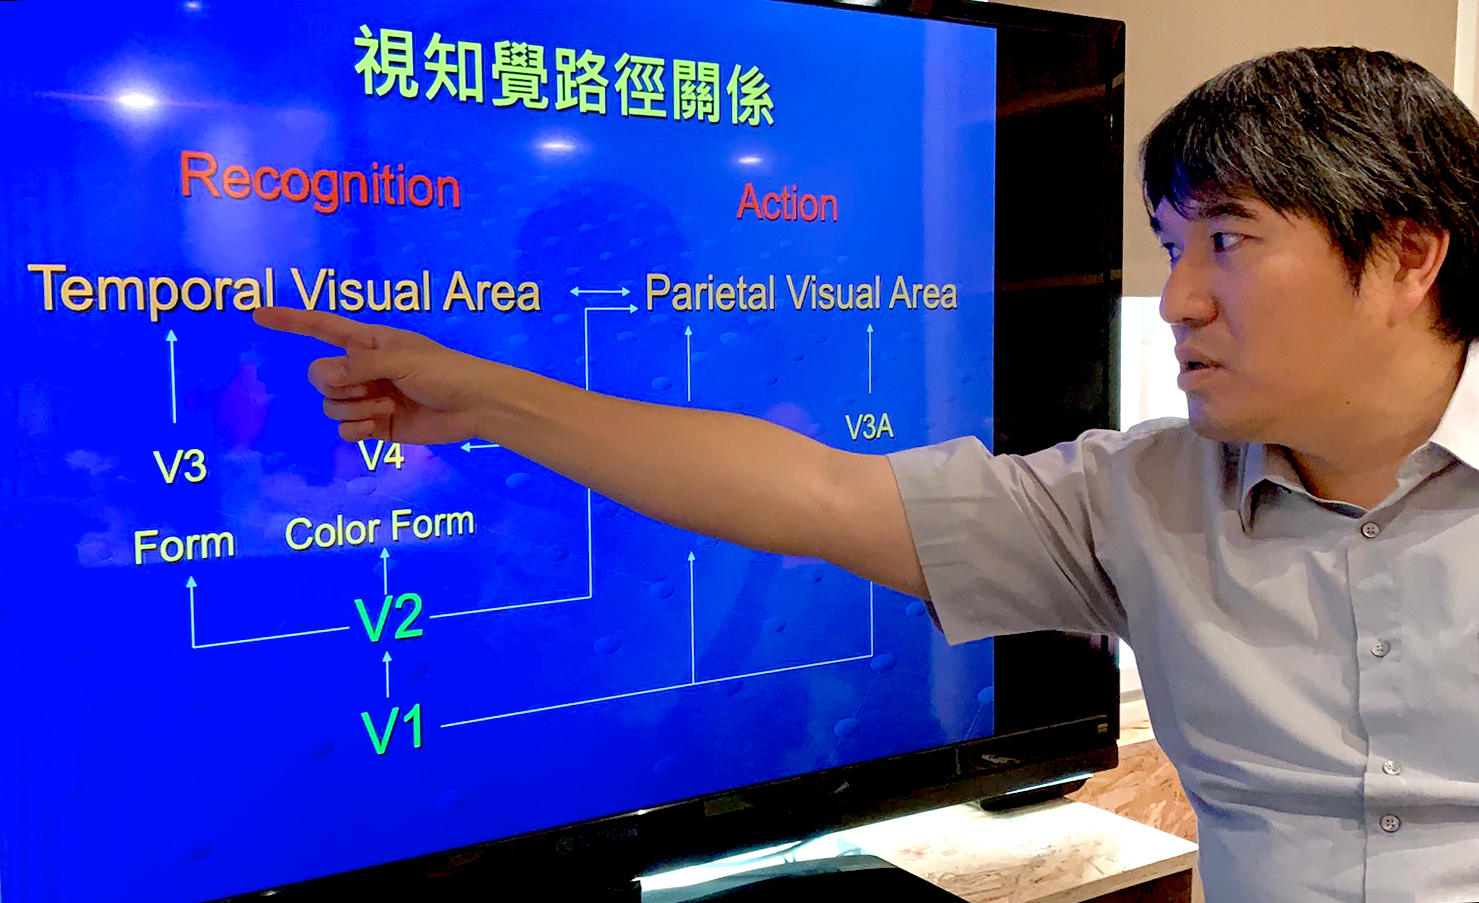 視知覺路徑關係
Recognition
Action
Temporal Visual Area
Parietal Visual Area
V3A
V3
V4
Form
Color Form
V2
V1